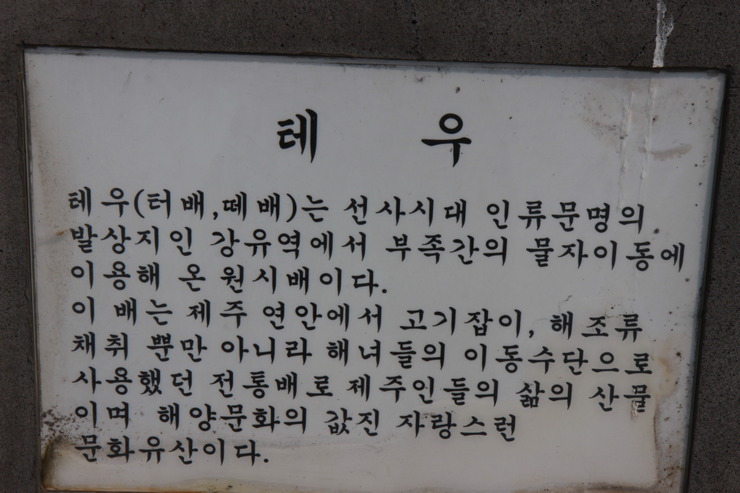 테 우
테우(터배,떼배)는 선사시대 인류문명의
발상지인 강유역에서 부족간의 물자이동에
이용해 온 원시배이다.
이 배는 제주 연안에서 고기잡이, 해조류
채취 뿐만 아니라 해녀들의 이동수단으로
사용했던 전통배로 제주인들의 삶의 산물
이며 해양문화의 값진 자랑스런
문화유산이다.